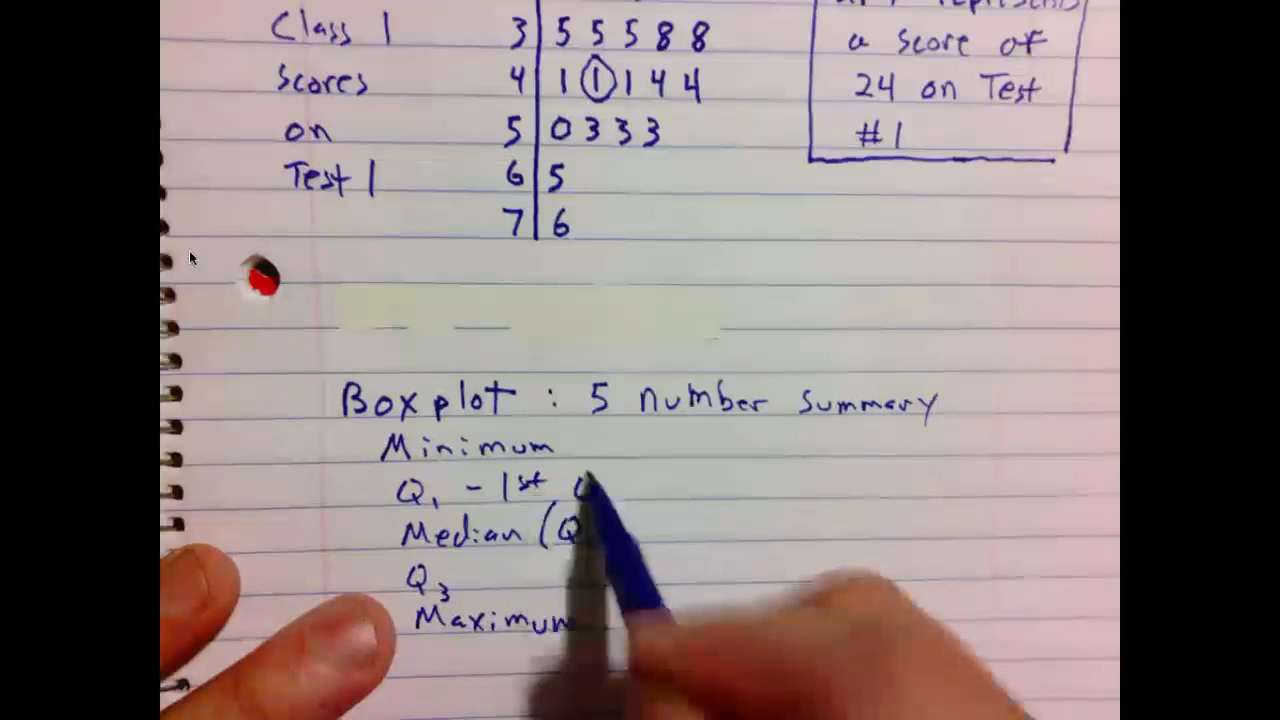 represents
Class 1 3 | 5 5 5 8 8 a score of
Scores 4 | 1 1 1 4 4 24 on Test
on 5 | 0 3 3 3 #1
Test 1 6 | 5
7 | 6
Boxplot : 5 number summary
Minimum
Q1 - 1st
Median (Q
Q3
Maximum